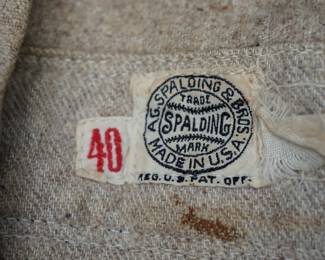 40
A.G. SPALDING & BROS.
TRADE
SPALDING
MARK
MADE IN U.S.A.
REG. U.S. PAT. OFF.